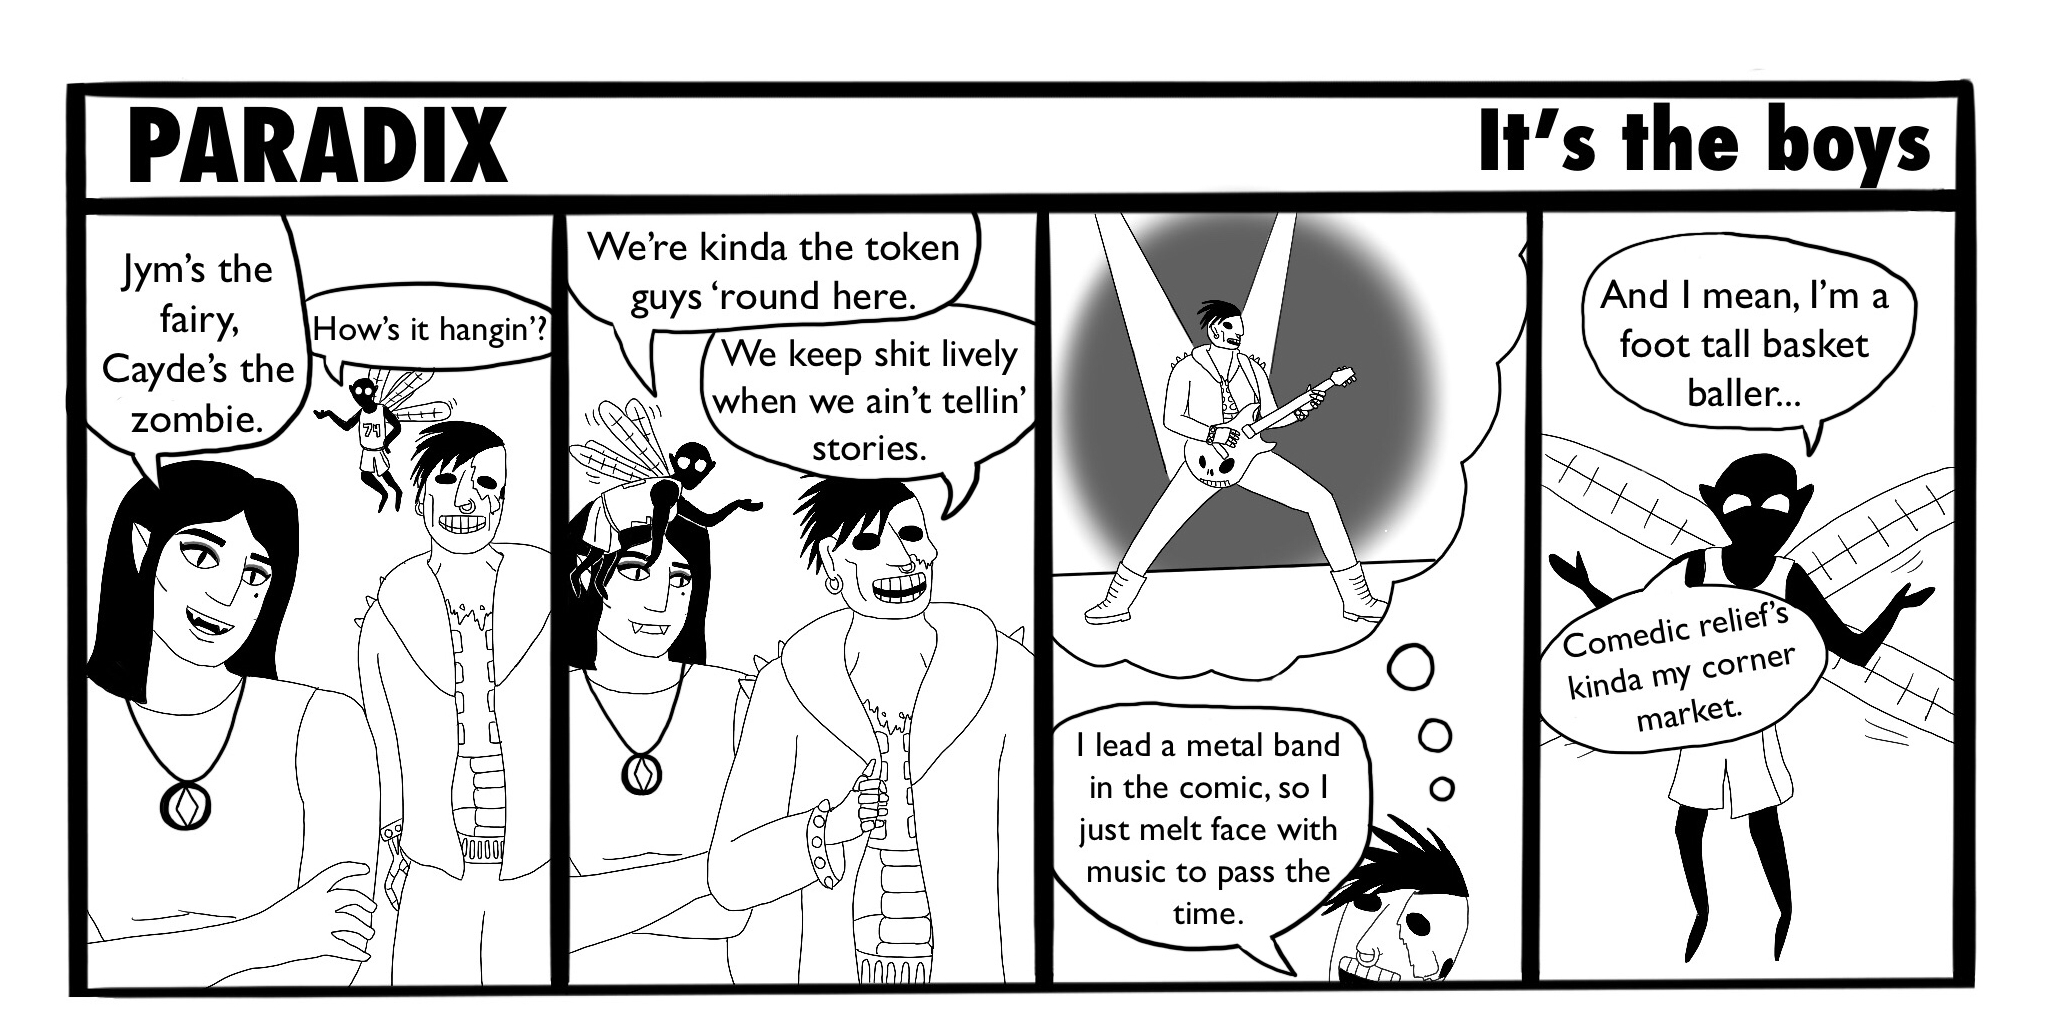 PARADIX
It's the boys
Jym's the
fairy,
Cayde's the
zombie.
How's it hangin'?
74
We're kinda the token
guys ‘round here.
We keep shit lively
when we ain't tellin'
stories.
I lead a metal band
in the comic, so I
just melt face with
music to pass the
time.
And I mean, I'm a
foot tall basket
baller...
Comedic relief's
kinda my corner
market.